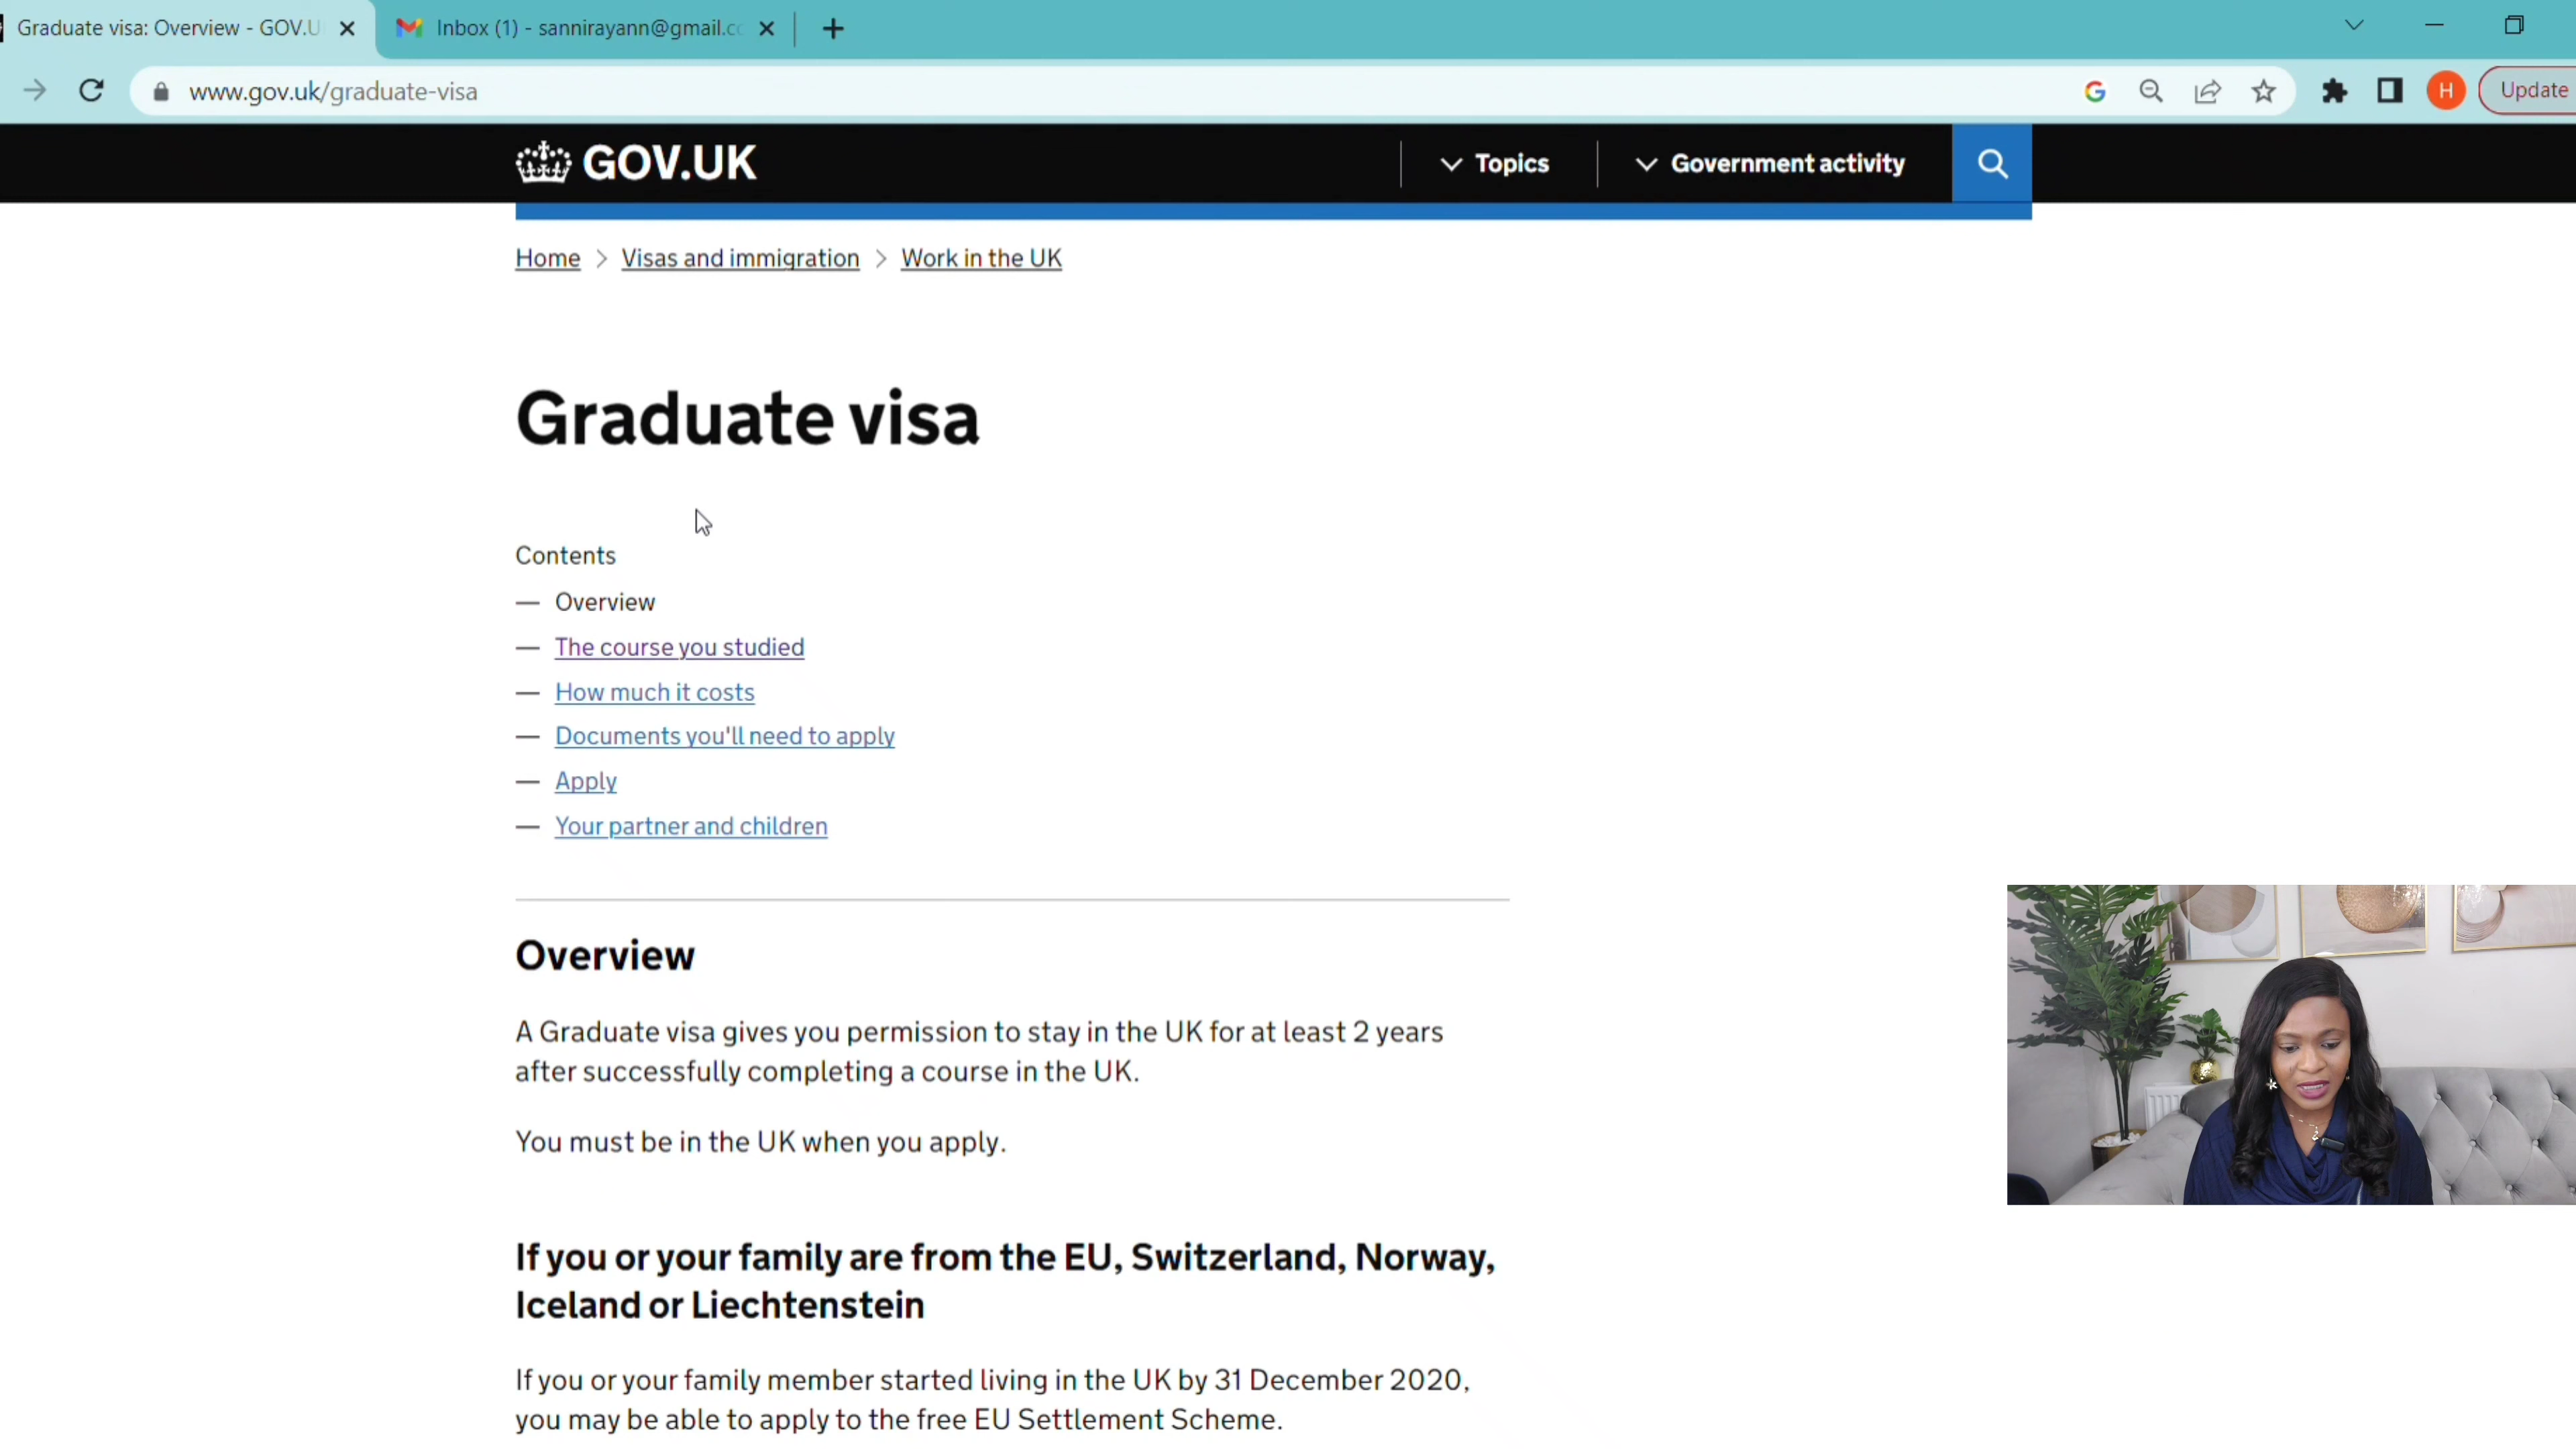 Graduate visa: Overview - GOV.U
Inbox (1) - sannirayann@gmail.co
www.gov.uk/graduate-visa
H
Update
GOV.UK
Topics
Government activity
Home > Visas and immigration > Work in the UK
Graduate visa
Contents
— Overview
— The course you studied
— How much it costs
— Documents you'll need to apply
— Apply
— Your partner and children
Overview
A Graduate visa gives you permission to stay in the UK for at least 2 years
after successfully completing a course in the UK.
You must be in the UK when you apply.
If you or your family are from the EU, Switzerland, Norway,
Iceland or Liechtenstein
If you or your family member started living in the UK by 31 December 2020,
you may be able to apply to the free EU Settlement Scheme.